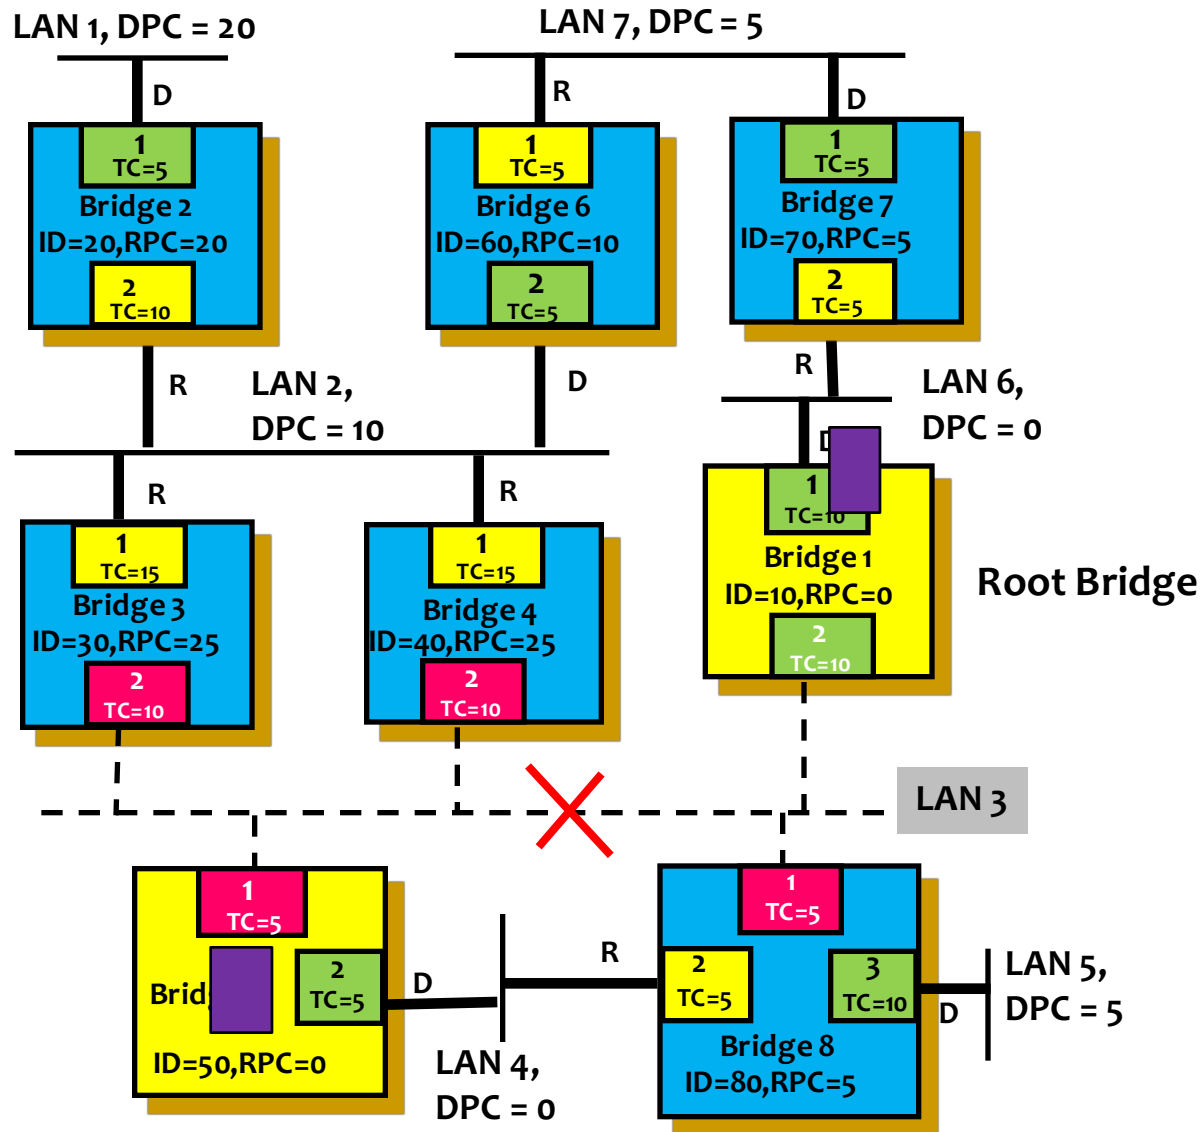 LAN 1, DPC = 20
LAN 7, DPC = 5
D
R
D
1
TC=5
Bridge 2
ID=20,RPC=20
2
TC=10
1
TC=5
Bridge 6
ID=60,RPC=10
2
TC=5
1
TC=5
Bridge 7
ID=70,RPC=5
2
TC=5
R
LAN 2,
DPC = 10
D
R
LAN 6,
DPC = 0
R
R
1
TC=15
Bridge 3
ID=30,RPC=25
2
TC=10
1
TC=15
Bridge 4
ID=40,RPC=25
2
TC=10
1
TC=10
Bridge 1
ID=10,RPC=0
2
TC=10
Root Bridge
LAN 3
1
TC=5
2
TC=5
ID=50,RPC=0
D
LAN 4,
DPC = 0
R
1
TC=5
2
TC=5
3
TC=10
Bridge 8
ID=80,RPC=5
D
LAN 5,
DPC = 5